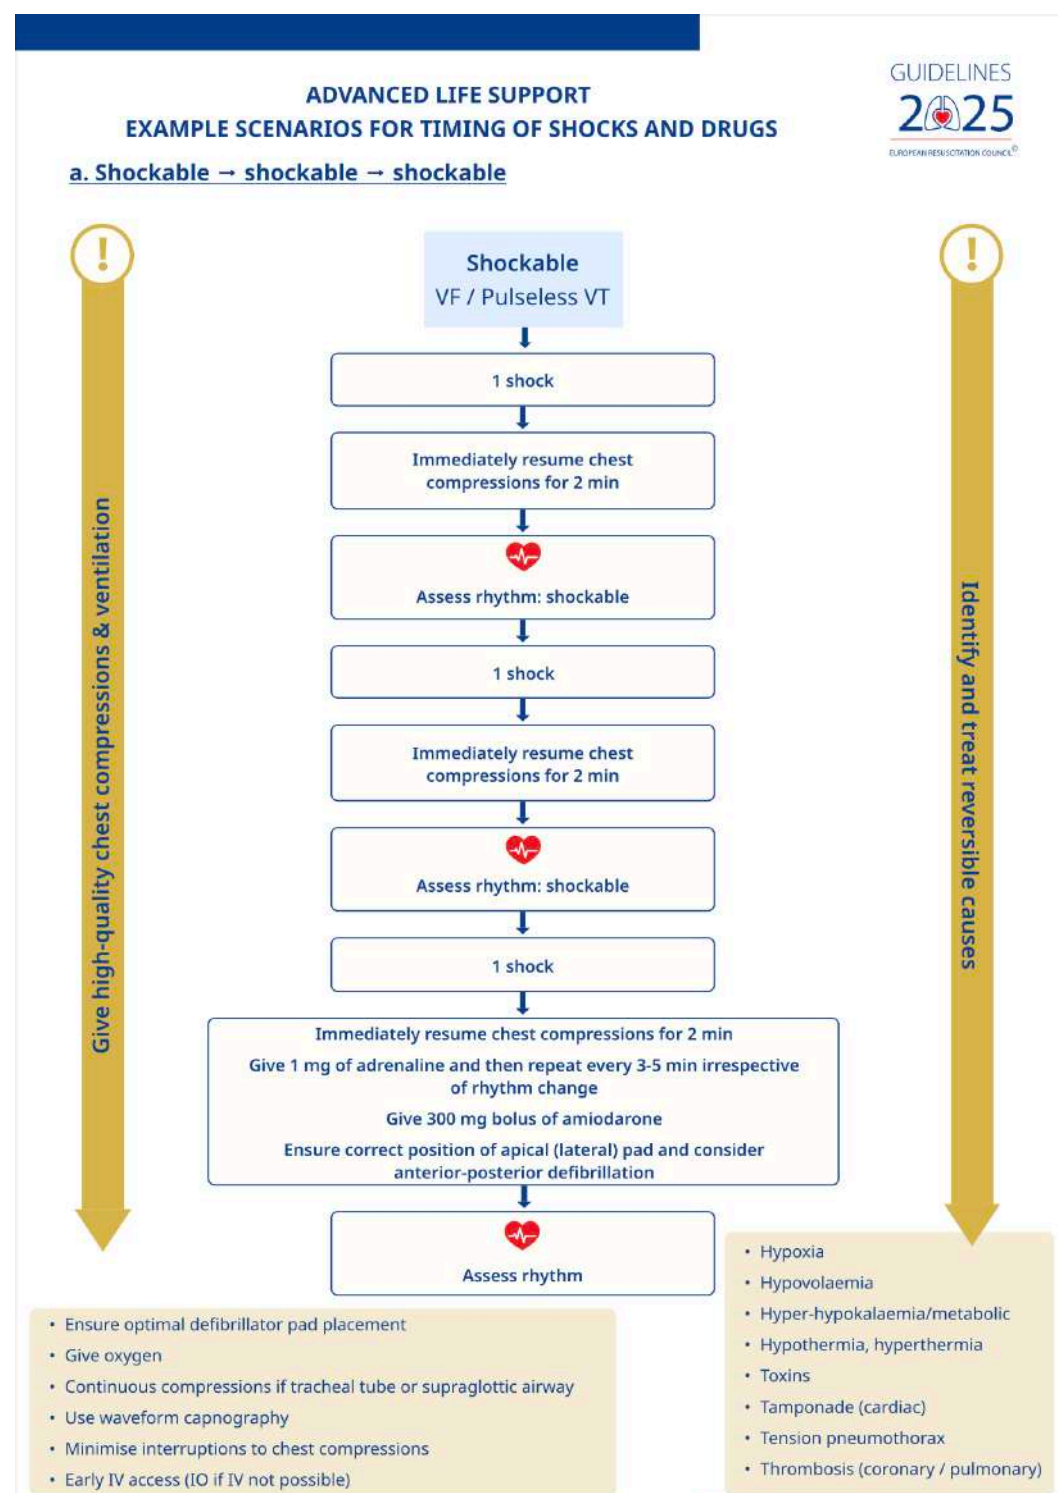 ADVANCED LIFE SUPPORT
EXAMPLE SCENARIOS FOR TIMING OF SHOCKS AND DRUGS
GUIDELINES
2025
EUROPEAN RESUSCITATION COUNCIL©
a. Shockable → shockable → shockable
!
!
Give high-quality chest compressions & ventilation
Identify and treat reversible causes
Shockable
VF / Pulseless VT
1 shock
Immediately resume chest
compressions for 2 min
Assess rhythm: shockable
1 shock
Immediately resume chest
compressions for 2 min
Assess rhythm: shockable
1 shock
Immediately resume chest compressions for 2 min
Give 1 mg of adrenaline and then repeat every 3-5 min irrespective
of rhythm change
Give 300 mg bolus of amiodarone
Ensure correct position of apical (lateral) pad and consider
anterior-posterior defibrillation
Assess rhythm
• Ensure optimal defibrillator pad placement
• Give oxygen
• Continuous compressions if tracheal tube or supraglottic airway
• Use waveform capnography
• Minimise interruptions to chest compressions
• Early IV access (IO if IV not possible)
• Hypoxia
• Hypovolaemia
• Hyper-hypokalaemia/metabolic
• Hypothermia, hyperthermia
• Toxins
• Tamponade (cardiac)
• Tension pneumothorax
• Thrombosis (coronary / pulmonary)